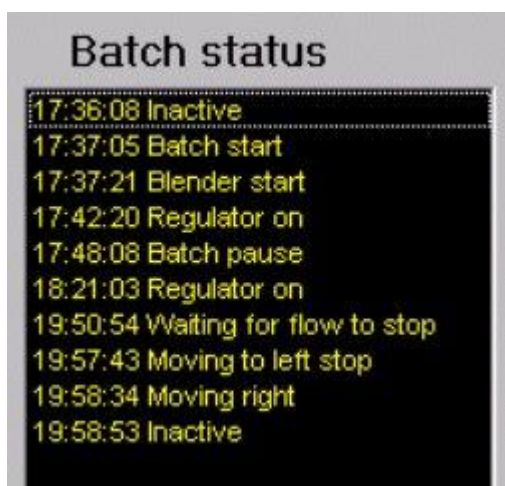 Batch status
17:36:08 Inactive
17:37:05 Batch start
17:37:21 Blender start
17:42:20 Regulator on
17:48:08 Batch pause
18:21:03 Regulator on
19:50:54 Waiting for flow to stop
19:57:43 Moving to left stop
19:58:34 Moving right
19:58:53 Inactive